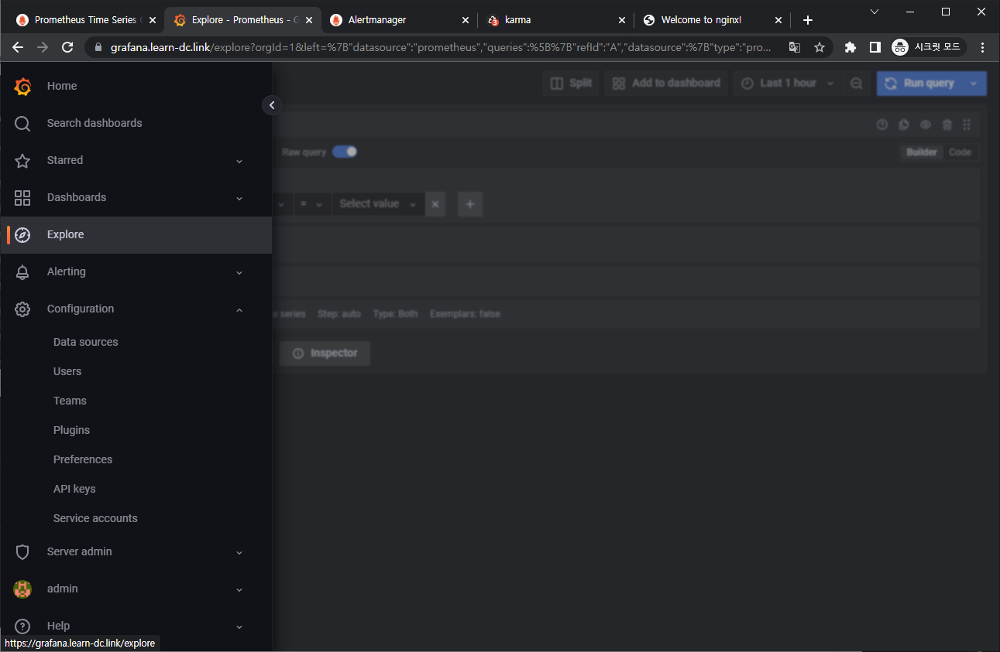 Prometheus Time Series
Explore - Prometheus - G
Alertmanager
karma
Welcome to nginx!
grafana.learn-dc.link/explore?orgId=1&left=%7B"datasource":"prometheus","queries":%5B%7B"refId":"A","datasource":%7B"type":"pro...
시크릿 모드
Home
Split
Add to dashboard
Last 1 hour
Run query
Search dashboards
Raw query
Builder
Code
Starred
Dashboards
=
Select value
Explore
Alerting
Configuration
e series
Step: auto
Type: Both
Exemplars: false
Data sources
Inspector
Users
Teams
Plugins
Preferences
API keys
Service accounts
Server admin
admin
Help
https://grafana.learn-dc.link/explore